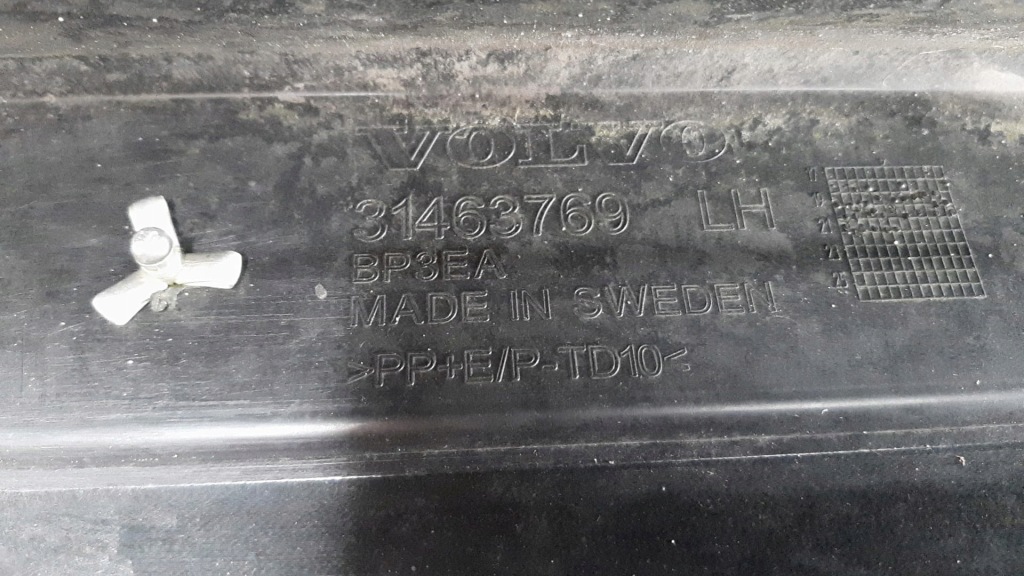 VOLVO
31463769 LH
BP3EA
MADE IN SWEDEN
>PP+E/P-TD10<